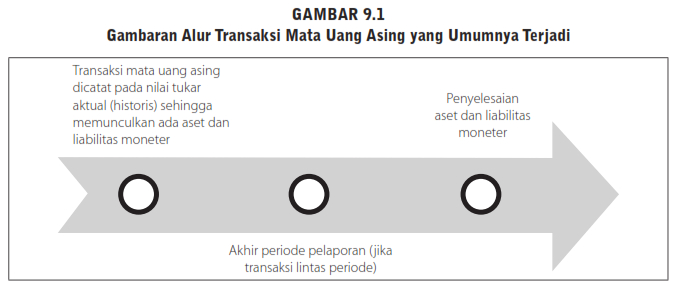 GAMBAR 9.1
Gambaran Alur Transaksi Mata Uang Asing yang Umumnya Terjadi
Transaksi mata uang asing
dicatat pada nilai tukar
aktual (historis) sehingga
memunculkan ada aset dan
liabilitas moneter
Penyelesaian
aset dan liabilitas
moneter
Akhir periode pelaporan (jika
transaksi lintas periode)